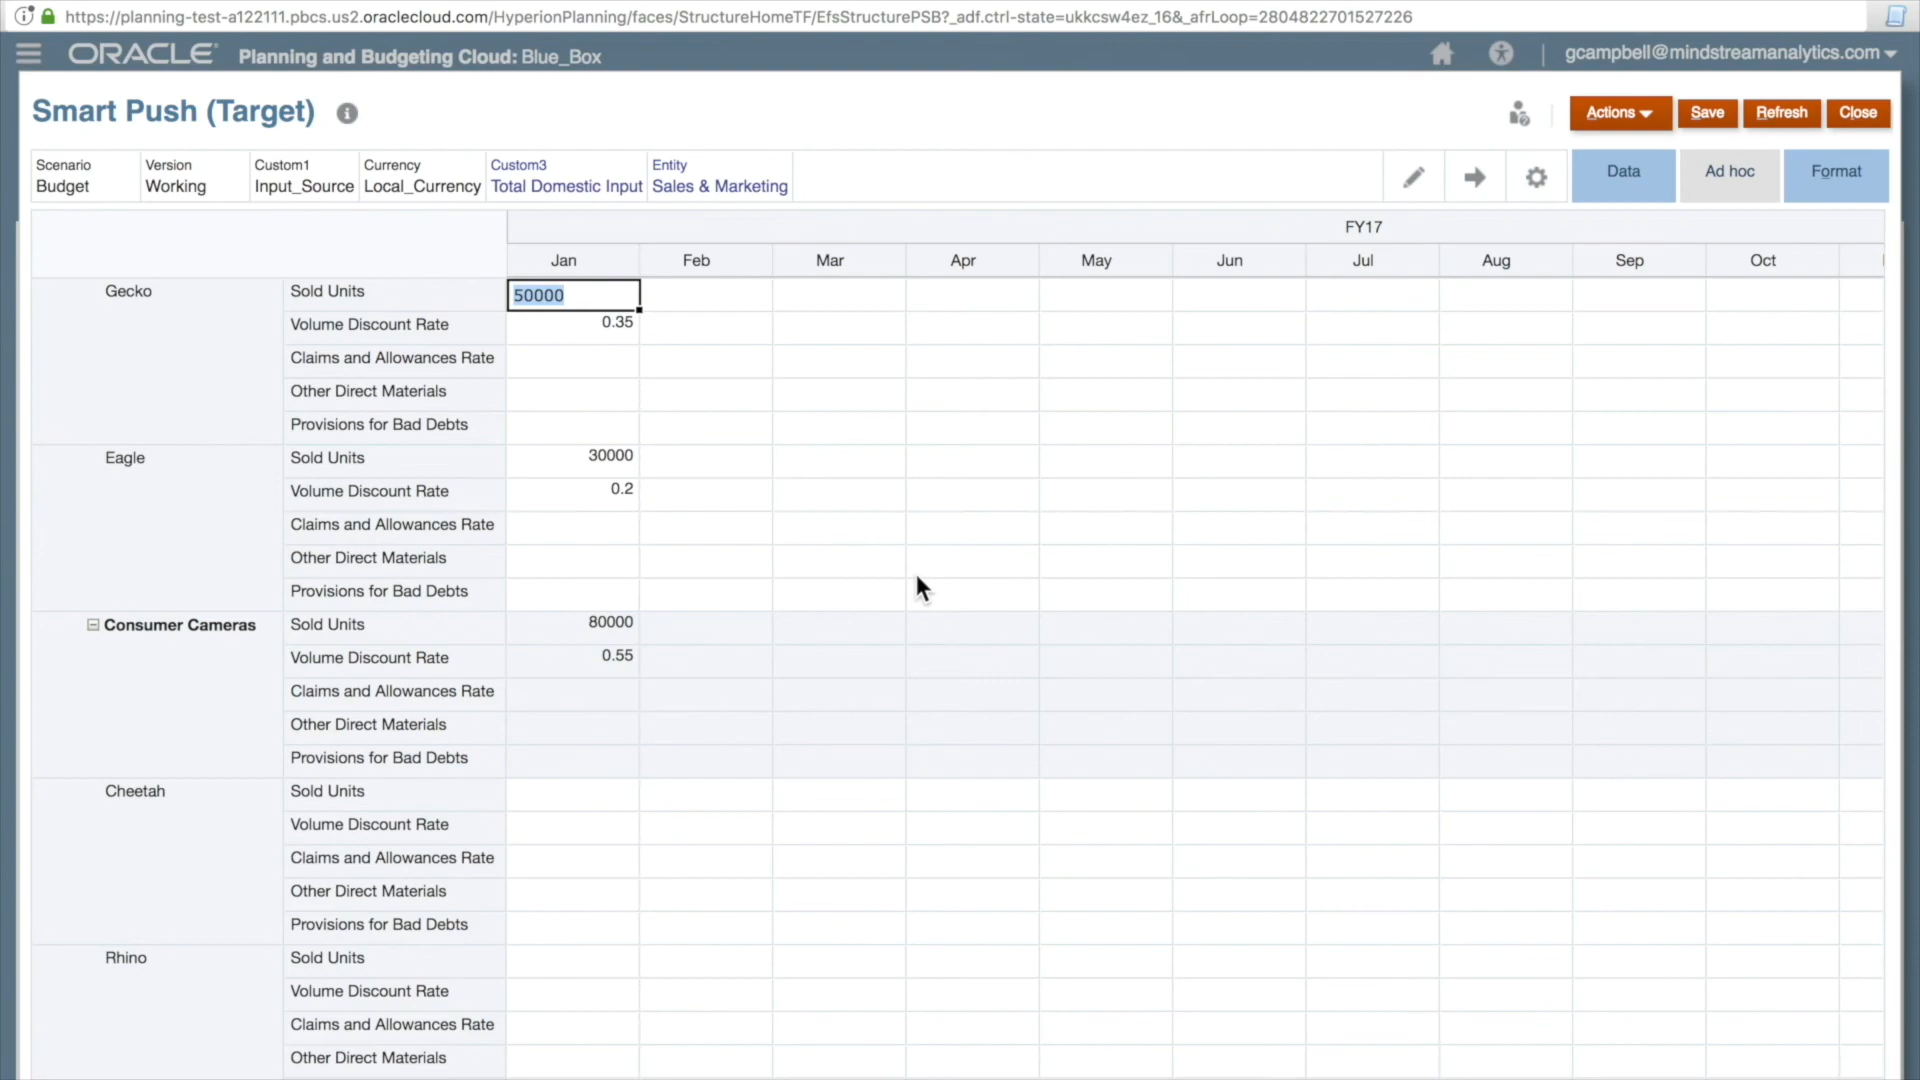 https://planning-test-a122111.pbcs.us2.oraclecloud.com/HyperionPlanning/faces/StructureHomeTF/EfsStructurePSB?_adf.ctrl-state=ukkcsw4ez_16&_afrLoop=2804822701527226
ORACLE Planning and Budgeting Cloud: Blue_Box gcampbell@mindstreamanalytics.com
Smart Push (Target) Actions Save Refresh Close
Scenario Version Custom1 Currency Custom3 Entity
Budget Working Input_Source Local_Currency Total Domestic Input Sales & Marketing
Data Ad hoc Format
FY17
Jan Feb Mar Apr May Jun Jul Aug Sep Oct
Gecko Sold Units 50000
Volume Discount Rate 0.35
Claims and Allowances Rate
Other Direct Materials
Provisions for Bad Debts
Eagle Sold Units 30000
Volume Discount Rate 0.2
Claims and Allowances Rate
Other Direct Materials
Provisions for Bad Debts
Consumer Cameras Sold Units 80000
Volume Discount Rate 0.55
Claims and Allowances Rate
Other Direct Materials
Provisions for Bad Debts
Cheetah Sold Units
Volume Discount Rate
Claims and Allowances Rate
Other Direct Materials
Provisions for Bad Debts
Rhino Sold Units
Volume Discount Rate
Claims and Allowances Rate
Other Direct Materials